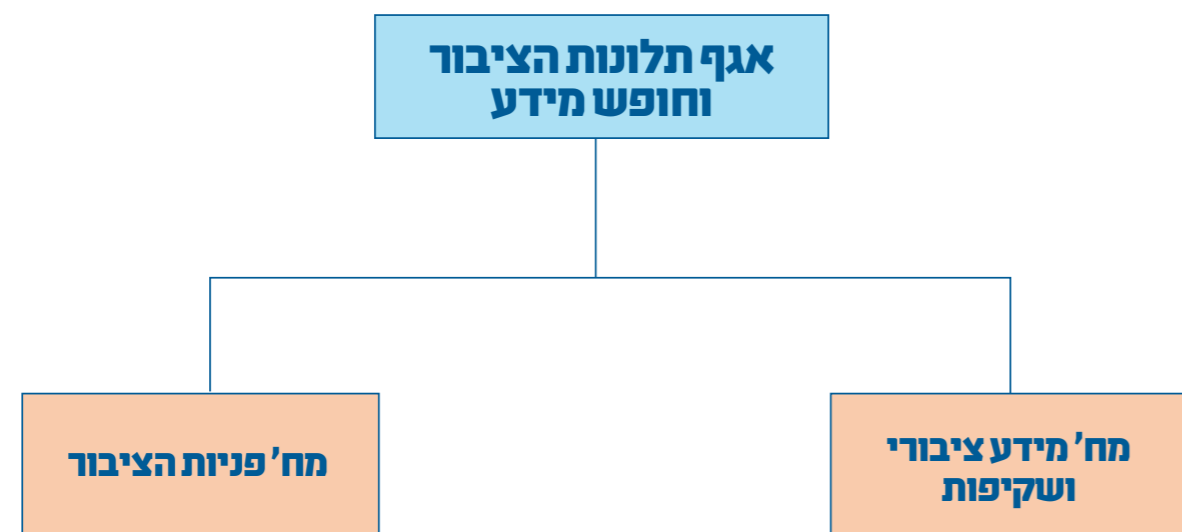 אגף תלונות הציבור
וחופש מידע
מח' מידע ציבורי
ושקיפות
מח' פניות הציבור